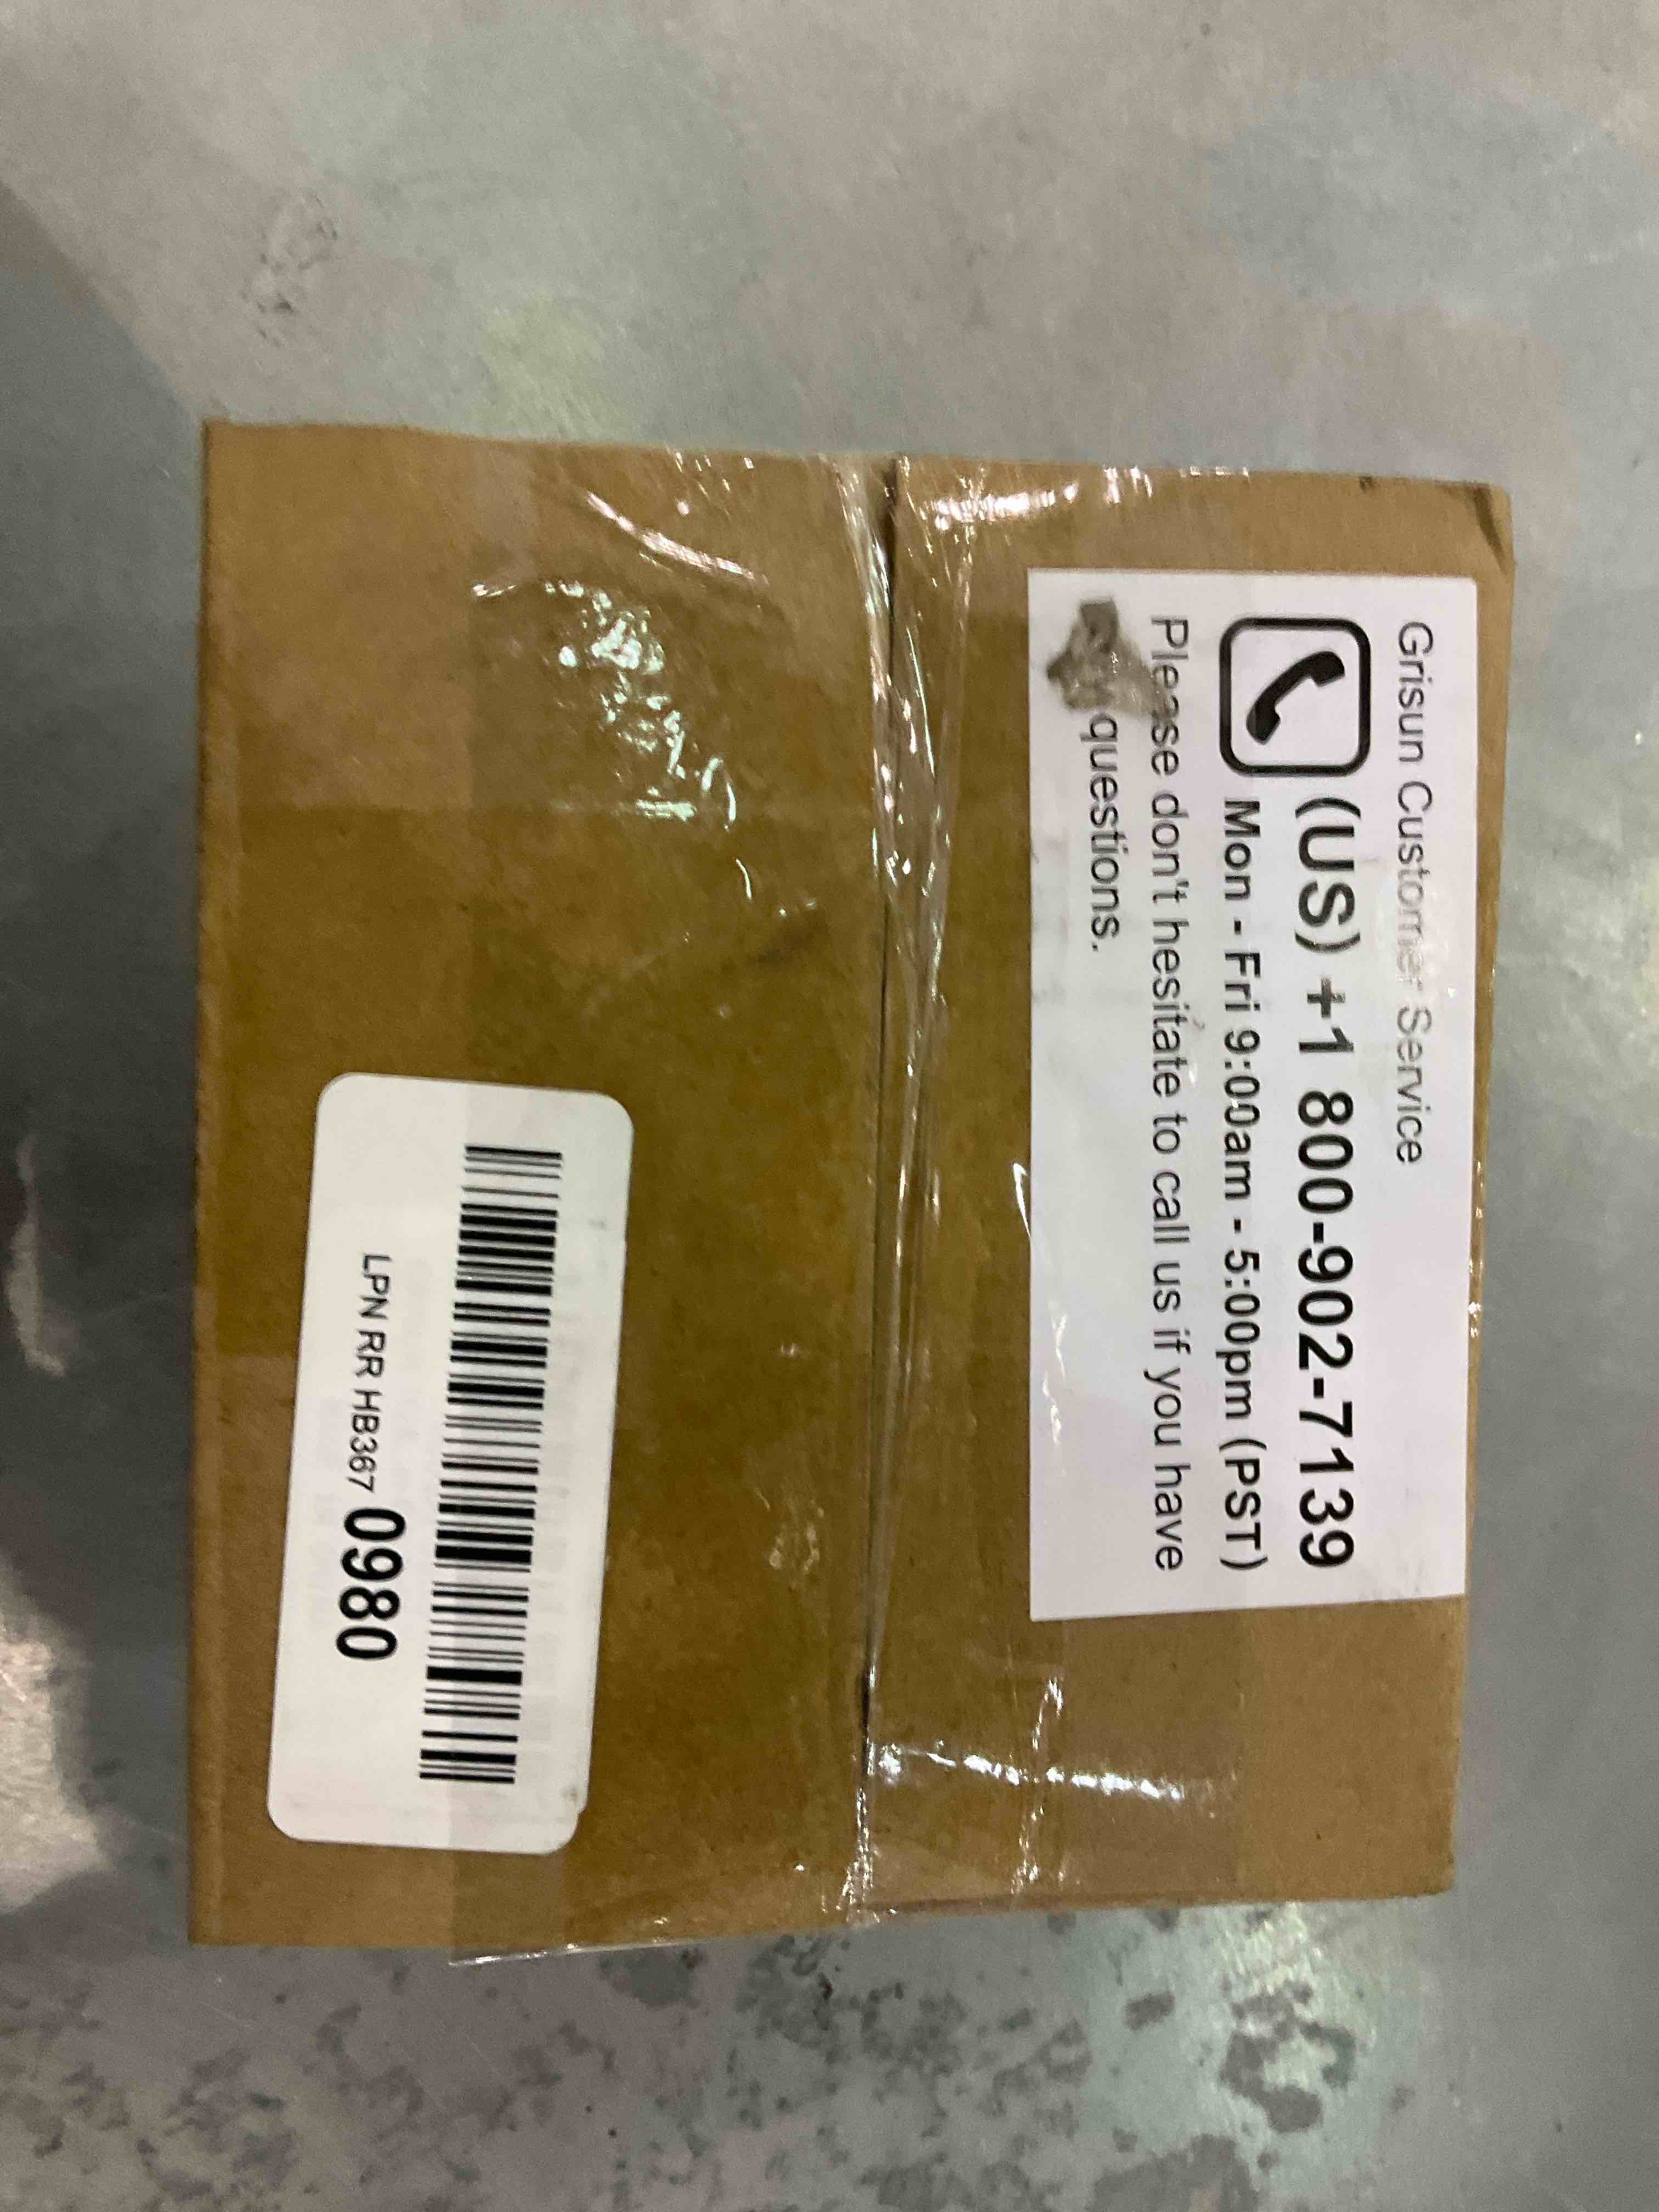 Grisun Customer Service
(US) +1 800-902-7139
Mon - Fri 9:00am - 5:00pm (PST)
Please don't hesitate to call us if you have
questions.
LPN RR HB367 0980